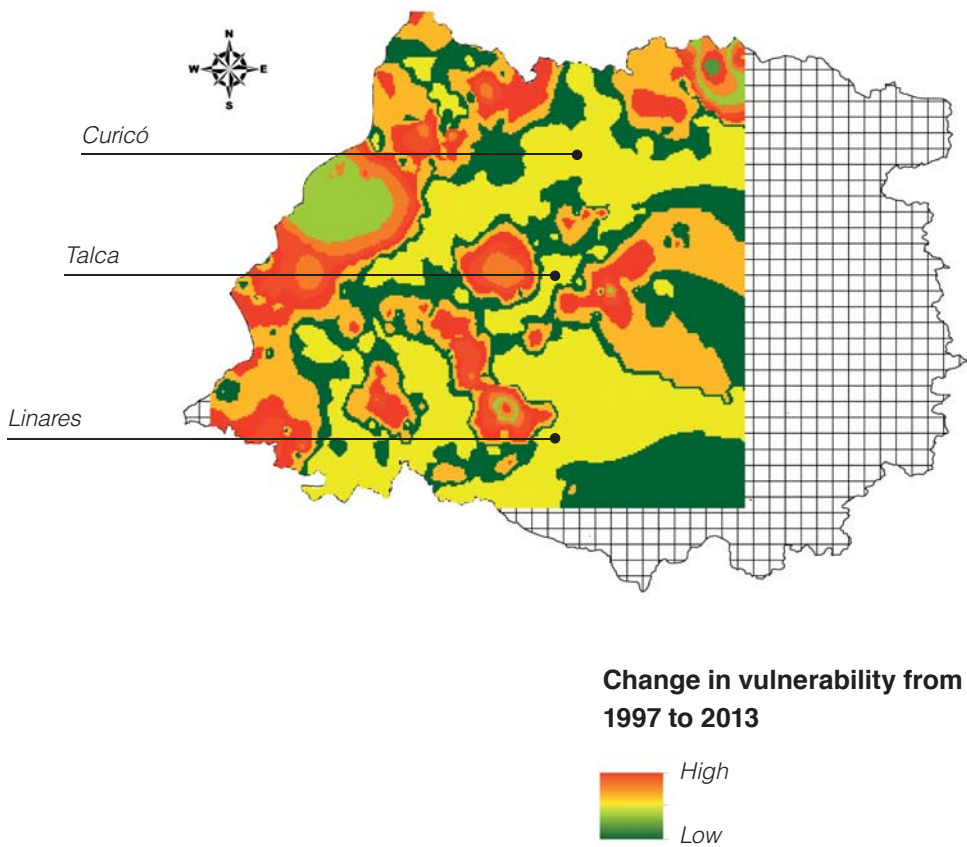 N
W E
S
Curicó
Talca
Linares
Change in vulnerability from
1997 to 2013
High
Low